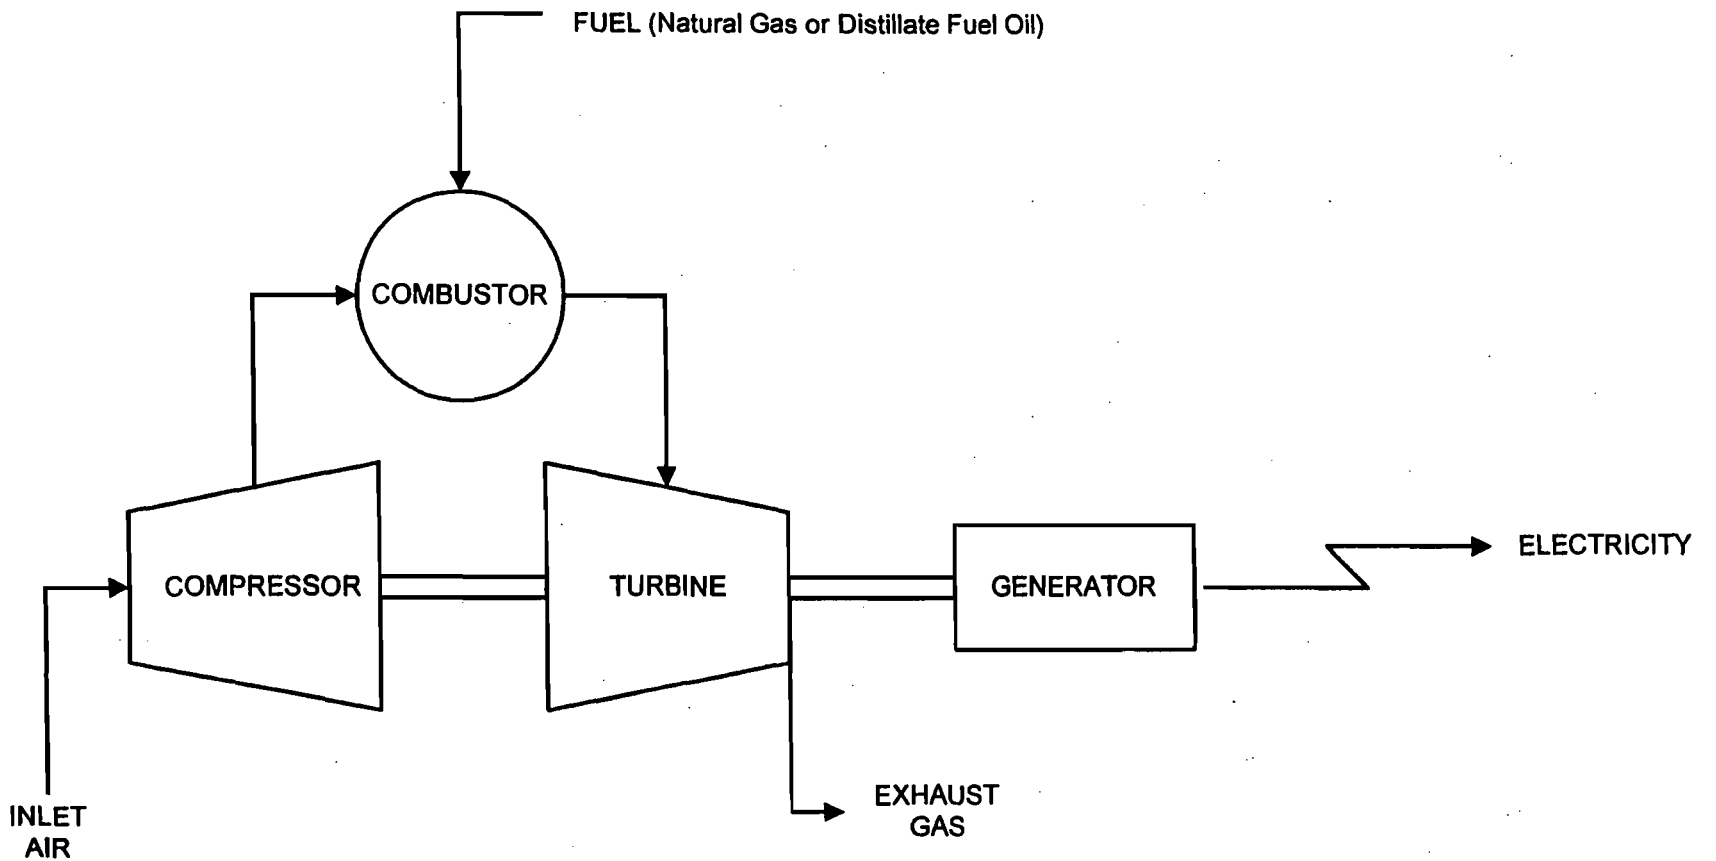 FUEL (Natural Gas or Distillate Fuel Oil)
COMBUSTOR
COMPRESSOR
TURBINE
GENERATOR
ELECTRICITY
INLET
AIR
EXHAUST
GAS